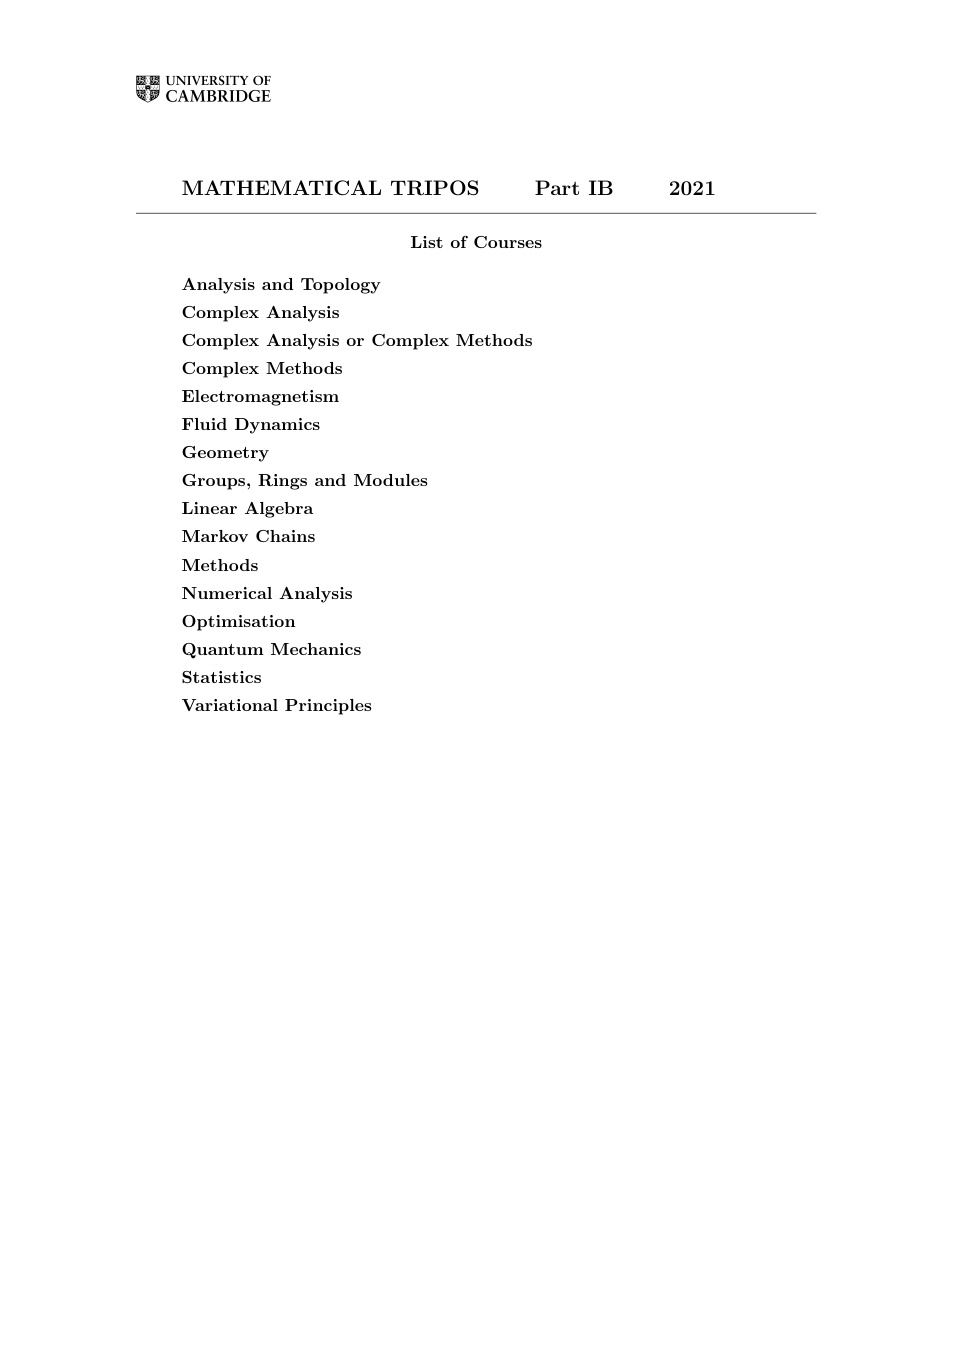 UNIVERSITY OF
CAMBRIDGE
MATHEMATICAL TRIPOS Part IB 2021
List of Courses
Analysis and Topology
Complex Analysis
Complex Analysis or Complex Methods
Complex Methods
Electromagnetism
Fluid Dynamics
Geometry
Groups, Rings and Modules
Linear Algebra
Markov Chains
Methods
Numerical Analysis
Optimisation
Quantum Mechanics
Statistics
Variational Principles